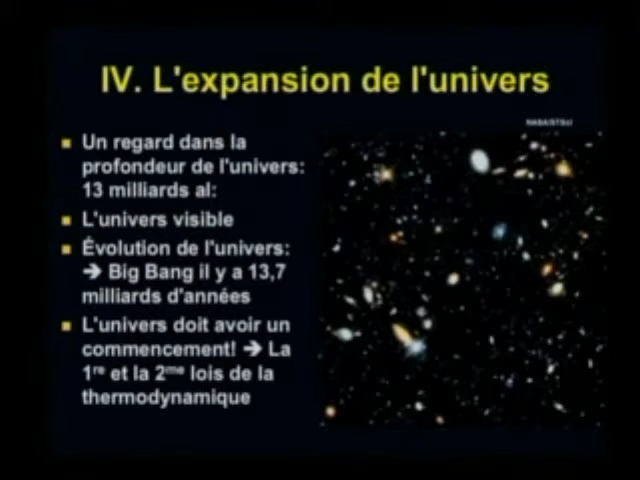 IV. L'expansion de l'univers
NASA/STScI
■ Un regard dans la
profondeur de l'univers:
13 milliards al:
■ L'univers visible
■ Évolution de l'univers:
➔ Big Bang il y a 13,7
milliards d'années
■ L'univers doit avoir un
commencement! ➔ La
1re et la 2me lois de la
thermodynamique